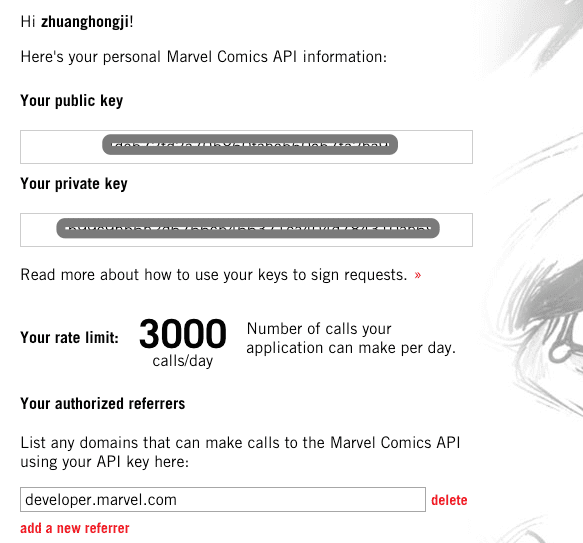 Hi zhuanghongji!
Here's your personal Marvel Comics API information:
Your public key
Your private key
Read more about how to use your keys to sign requests. »
Your rate limit:
3000
calls/day
Number of calls your
application can make per day.
Your authorized referrers
List any domains that can make calls to the Marvel Comics API
using your API key here:
developer.marvel.com
delete
add a new referrer